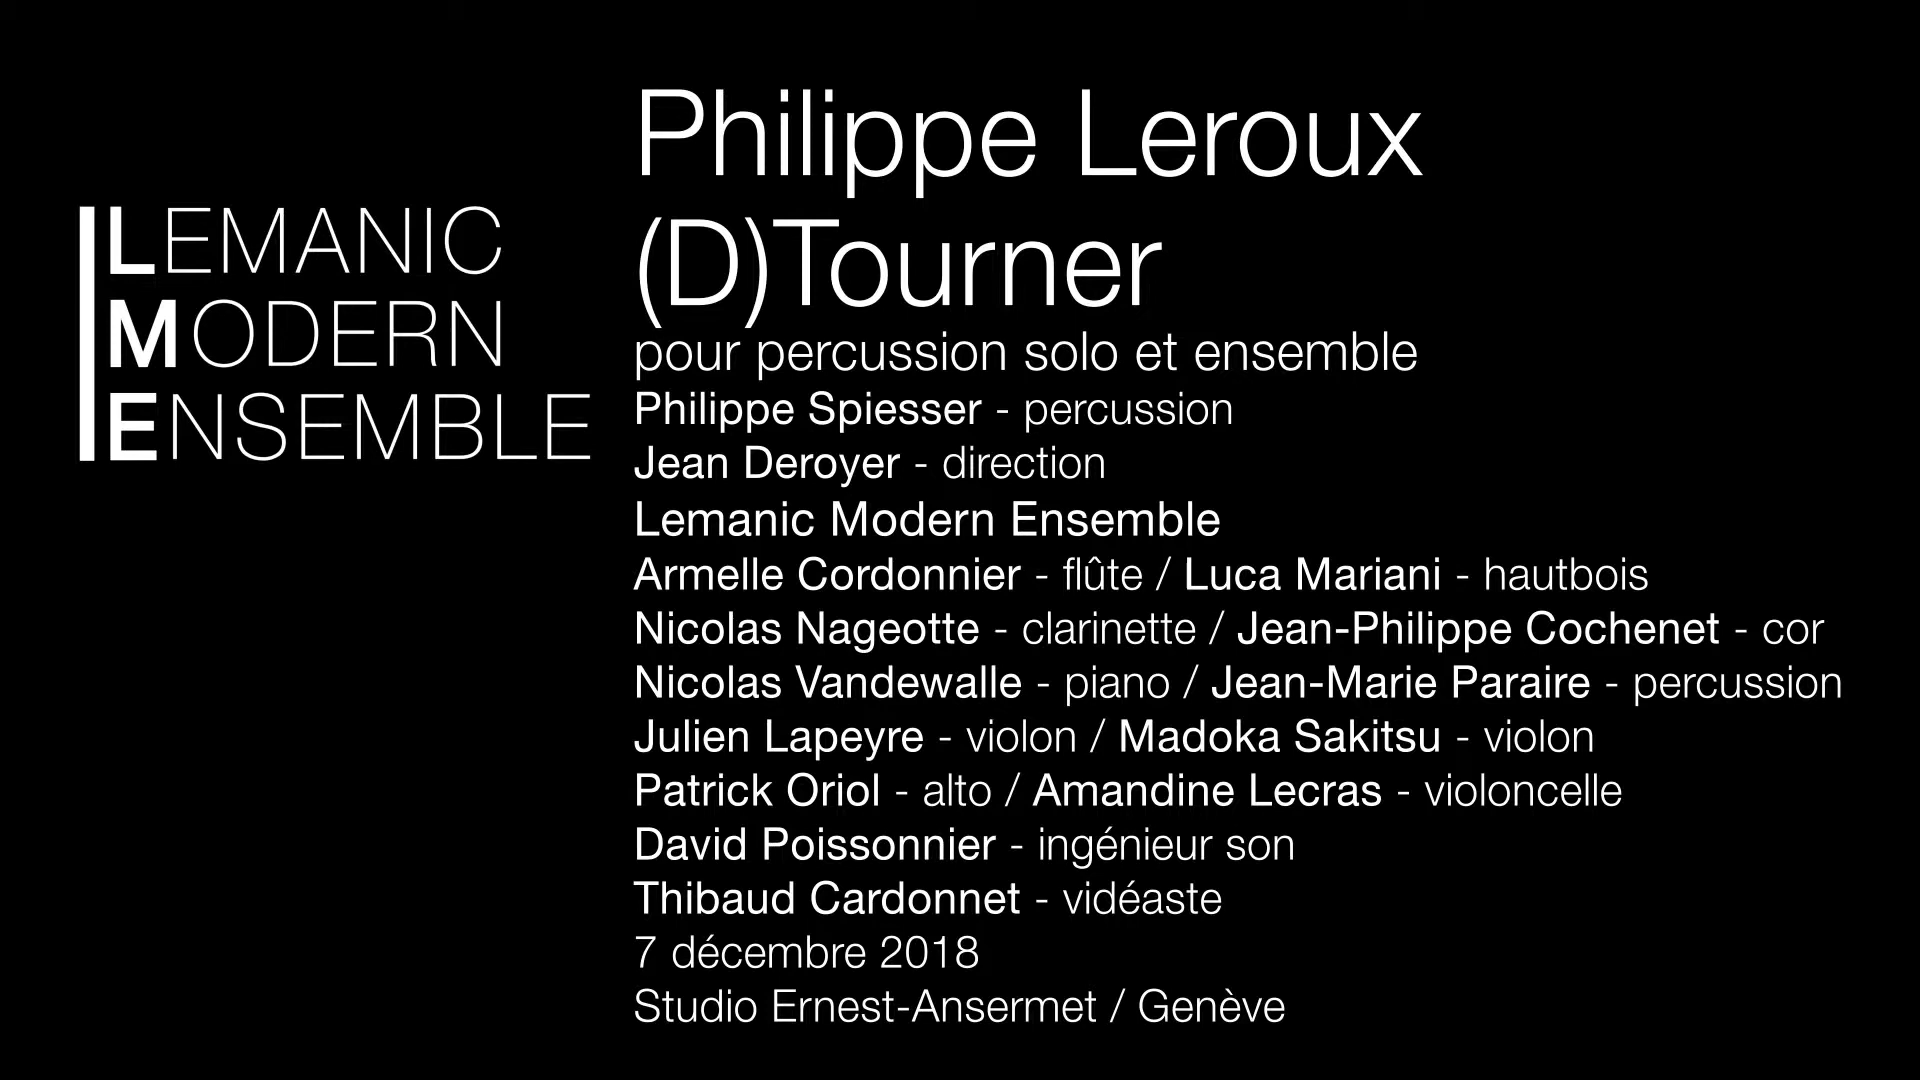 LEMANIC
MODERN
ENSEMBLE
Philippe Leroux
(D)Tourner
pour percussion solo et ensemble
Philippe Spiesser - percussion
Jean Deroyer - direction
Lemanic Modern Ensemble
Armelle Cordonnier - flûte / Luca Mariani - hautbois
Nicolas Nageotte - clarinette / Jean-Philippe Cochenet - cor
Nicolas Vandewalle - piano / Jean-Marie Paraire - percussion
Julien Lapeyre - violon / Madoka Sakitsu - violon
Patrick Oriol - alto / Amandine Lecras - violoncelle
David Poissonnier - ingénieur son
Thibaud Cardonnet - vidéaste
7 décembre 2018
Studio Ernest-Ansermet / Genève